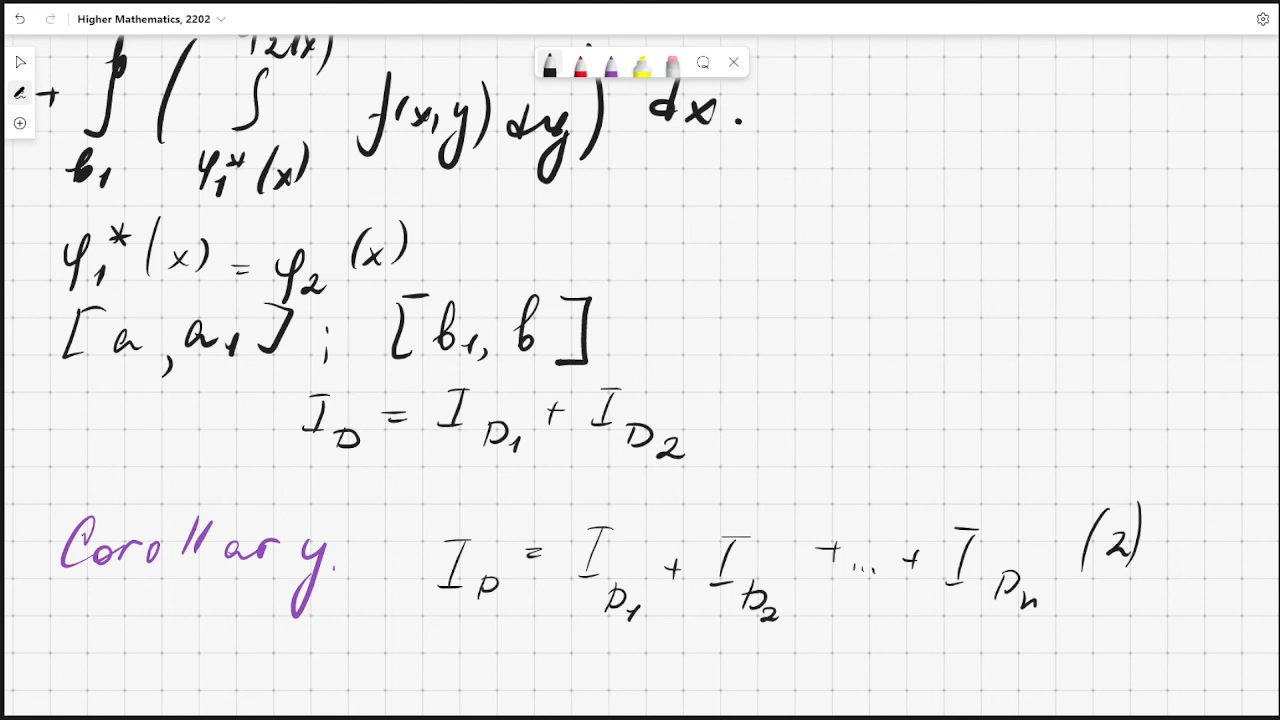 Higher Mathematics, 2202
φ₂(x)
+ ∫ ( ∫ f(x, y) dy ) dx .
b
b₁ φ₁*(x)
φ₁*(x) = φ₂(x)
[a, a₁] ; [b₁, b]
I_D = I_D₁ + I_D₂
Corollary. I_D = I_D₁ + I_D₂ + ... + I_Dₙ (2)